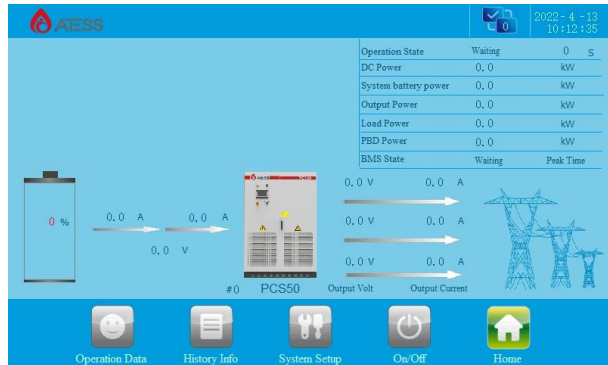 ATESS
0
2022-4-13
10:12:35
Operation State Waiting 0 S
DC Power 0.0 kW
System battery power 0.0 kW
Output Power 0.0 kW
Load Power 0.0 kW
PBD Power 0.0 kW
BMS State Waiting Peak Time
ATESS PCS50
0.0 V 0.0 A
0 %
0.0 A 0.0 A
0.0 V 0.0 A
0.0 V
0.0 V 0.0 A
#0 PCS50 Output Volt Output Current
Operation Data History Info System Setup On/Off Home